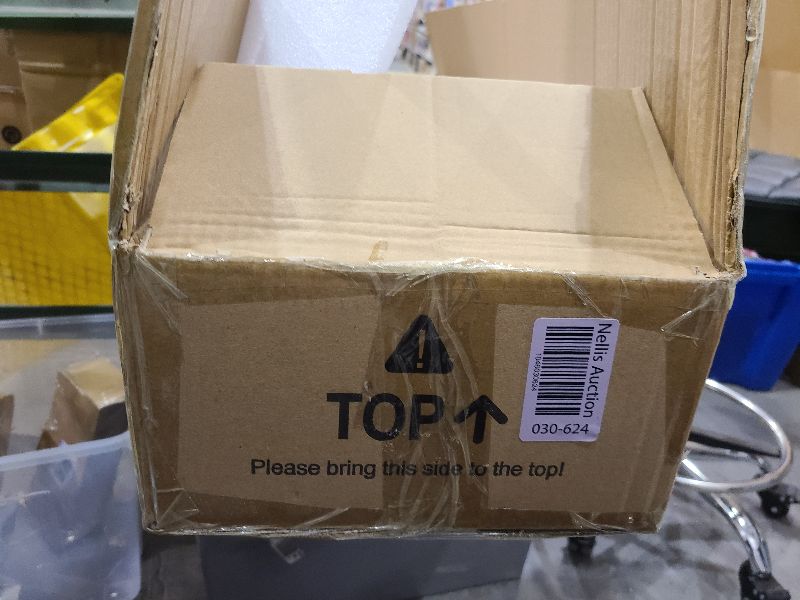 TOP↑
Please bring this side to the top!
Nellis Auction
030-624